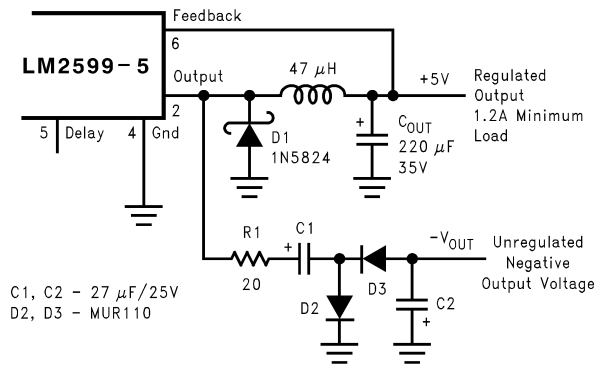 Feedback
6
LM2599-5
Output
2
5 Delay
4 Gnd
47 μH
+5V
Regulated
Output
1.2A Minimum
Load
D1
1N5824
+
COUT
220 μF
35V
R1
20
+
C1
D2
D3
-VOUT
C2
+
Unregulated
Negative
Output Voltage
C1, C2 - 27 μF/25V
D2, D3 - MUR110